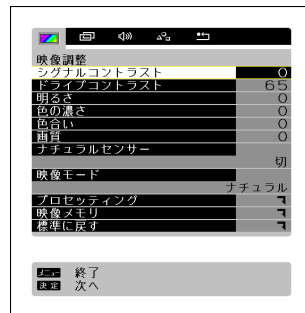 映像調整
シグナルコントラスト 0
ドライブコントラスト 65
明るさ 0
色の濃さ 0
色合い 0
画質 0
ナチュラルセンサー
切
映像モード
ナチュラル
プロセッティング
映像メモリ
標準に戻す
メニュー 終了
決定 次へ